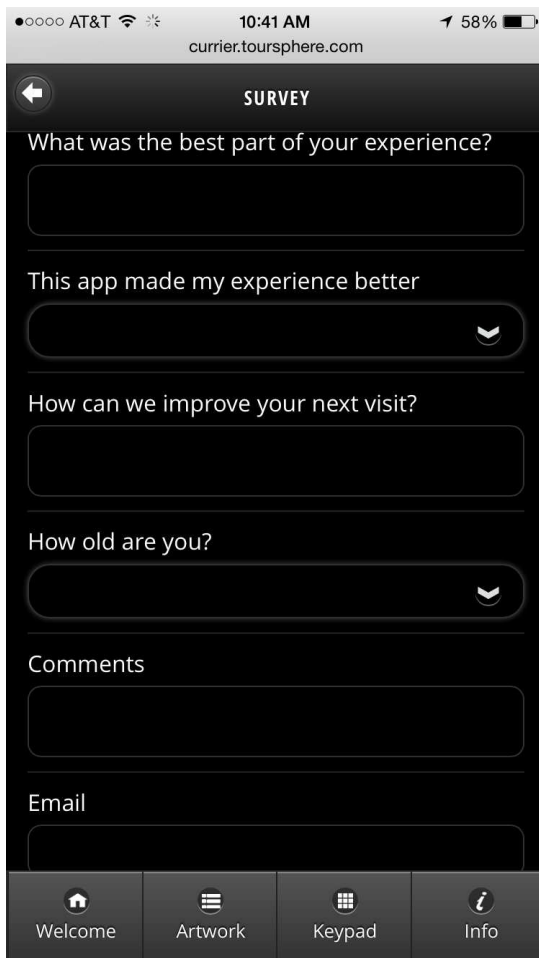 AT&T 10:41 AM 58%
currier.toursphere.com
SURVEY
What was the best part of your experience?
This app made my experience better
How can we improve your next visit?
How old are you?
Comments
Email
Welcome Artwork Keypad Info